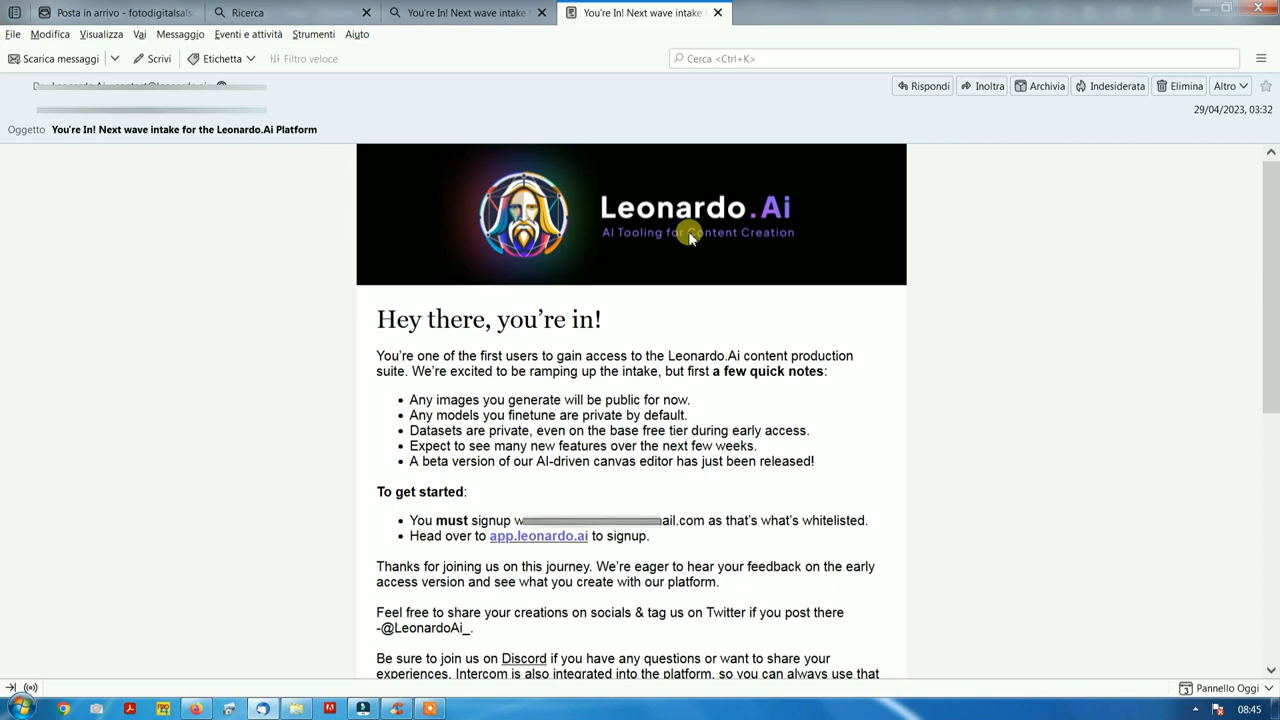 Posta in arrivo - fotodigitalsals
Ricerca
You're In! Next wave intake f
You're In! Next wave intake f
File Modifica Visualizza Vai Messaggio Eventi e attività Strumenti Aiuto
Scarica messaggi Scrivi Etichetta Filtro veloce Cerca <Ctrl+K>
Rispondi Inoltra Archivia Indesiderata Elimina Altro
29/04/2023, 03:32
Oggetto You're In! Next wave intake for the Leonardo.Ai Platform
Leonardo.Ai
AI Tooling for Content Creation
Hey there, you're in!
You're one of the first users to gain access to the Leonardo.Ai content production
suite. We're excited to be ramping up the intake, but first a few quick notes:
• Any images you generate will be public for now.
• Any models you finetune are private by default.
• Datasets are private, even on the base free tier during early access.
• Expect to see many new features over the next few weeks.
• A beta version of our AI-driven canvas editor has just been released!
To get started:
• You must signup w ail.com as that's what's whitelisted.
• Head over to app.leonardo.ai to signup.
Thanks for joining us on this journey. We're eager to hear your feedback on the early
access version and see what you create with our platform.
Feel free to share your creations on socials & tag us on Twitter if you post there
-@LeonardoAi_.
Be sure to join us on Discord if you have any questions or want to share your
experiences. Intercom is also integrated into the platform, so you can always use that
Pannello Oggi
08:45